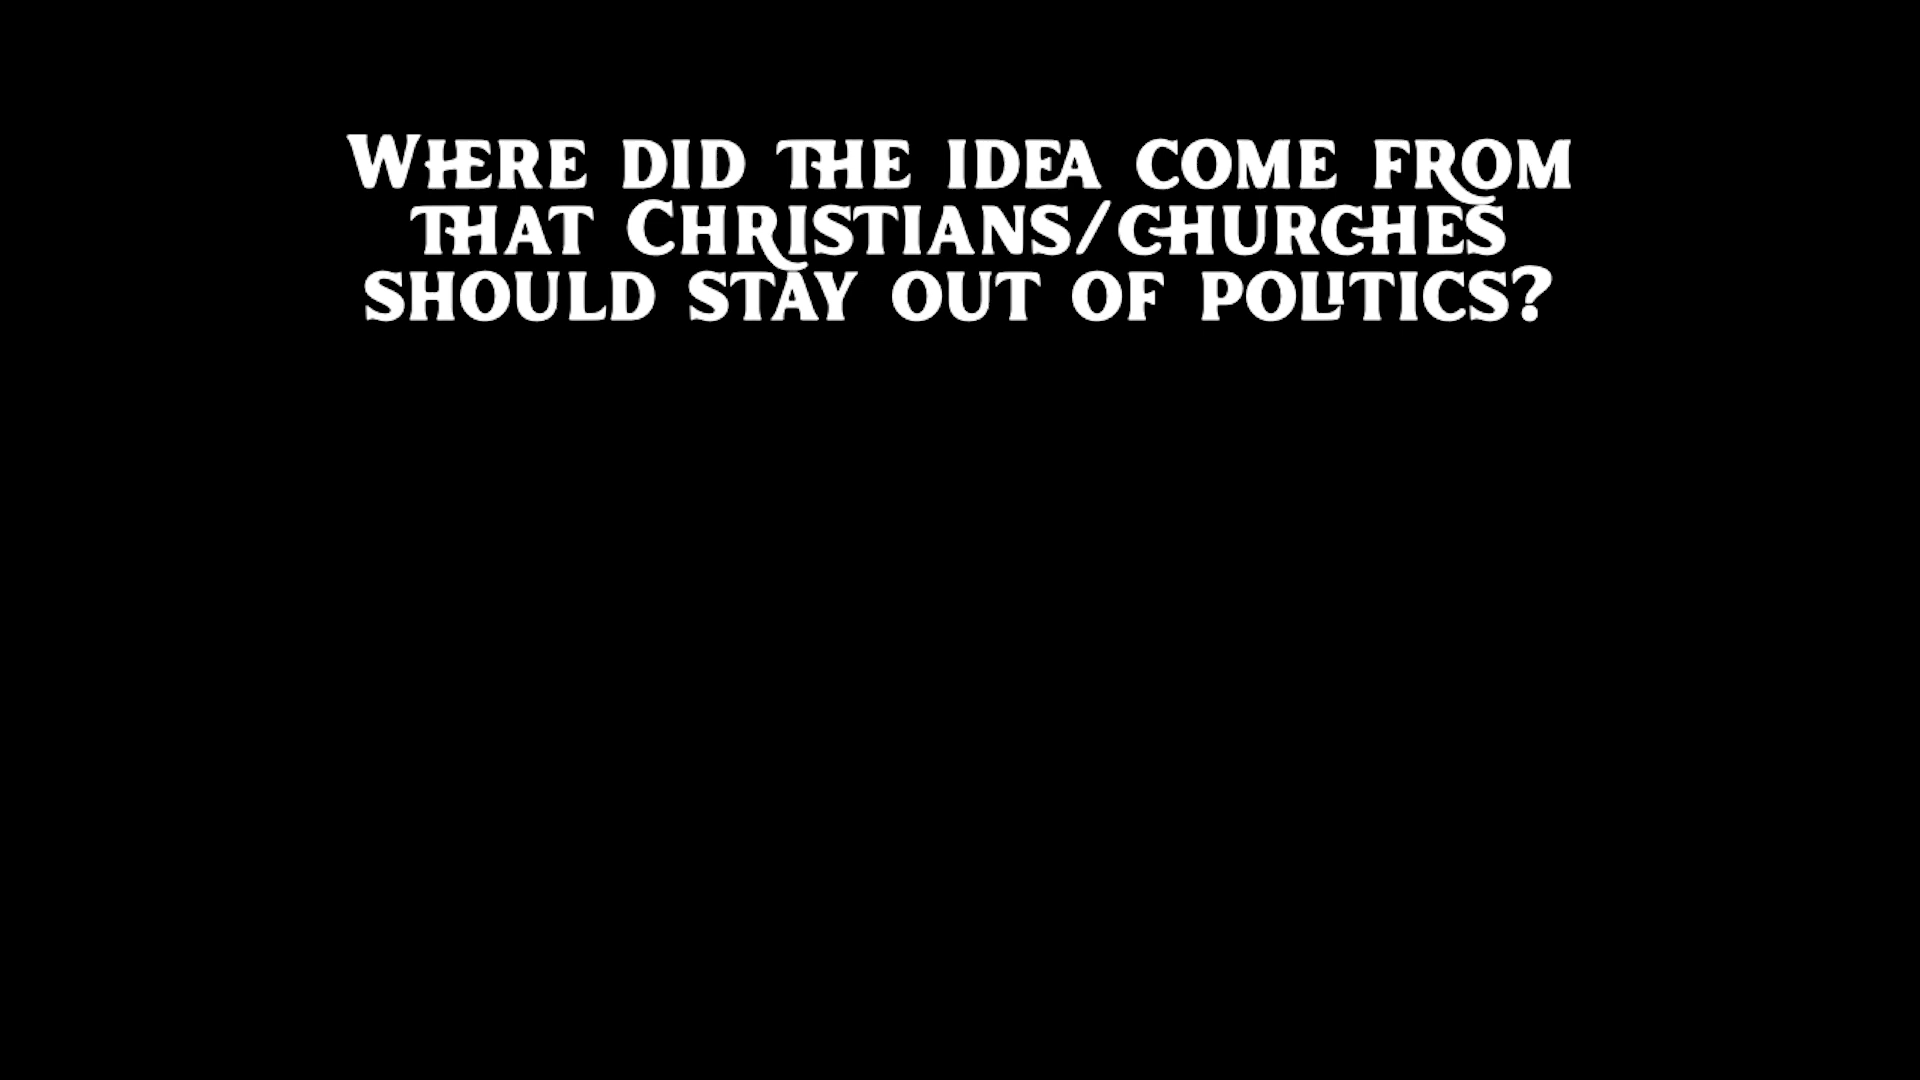 Where did the idea come from
that Christians/churches
should stay out of politics?